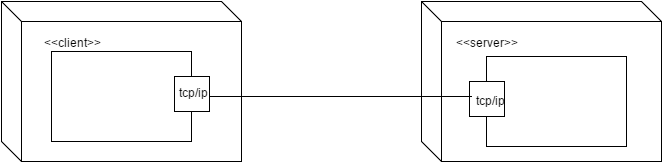 <<client>>
<<server>>
tcp/ip
tcp/ip